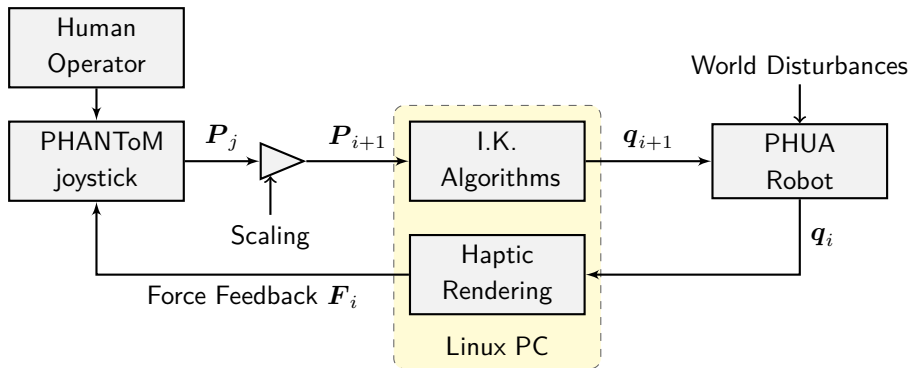 Human
Operator
World Disturbances
PHANToM
joystick
P_j
P_{i+1}
I.K.
Algorithms
q_{i+1}
PHUA
Robot
Scaling
q_i
Haptic
Rendering
Force Feedback F_i
Linux PC